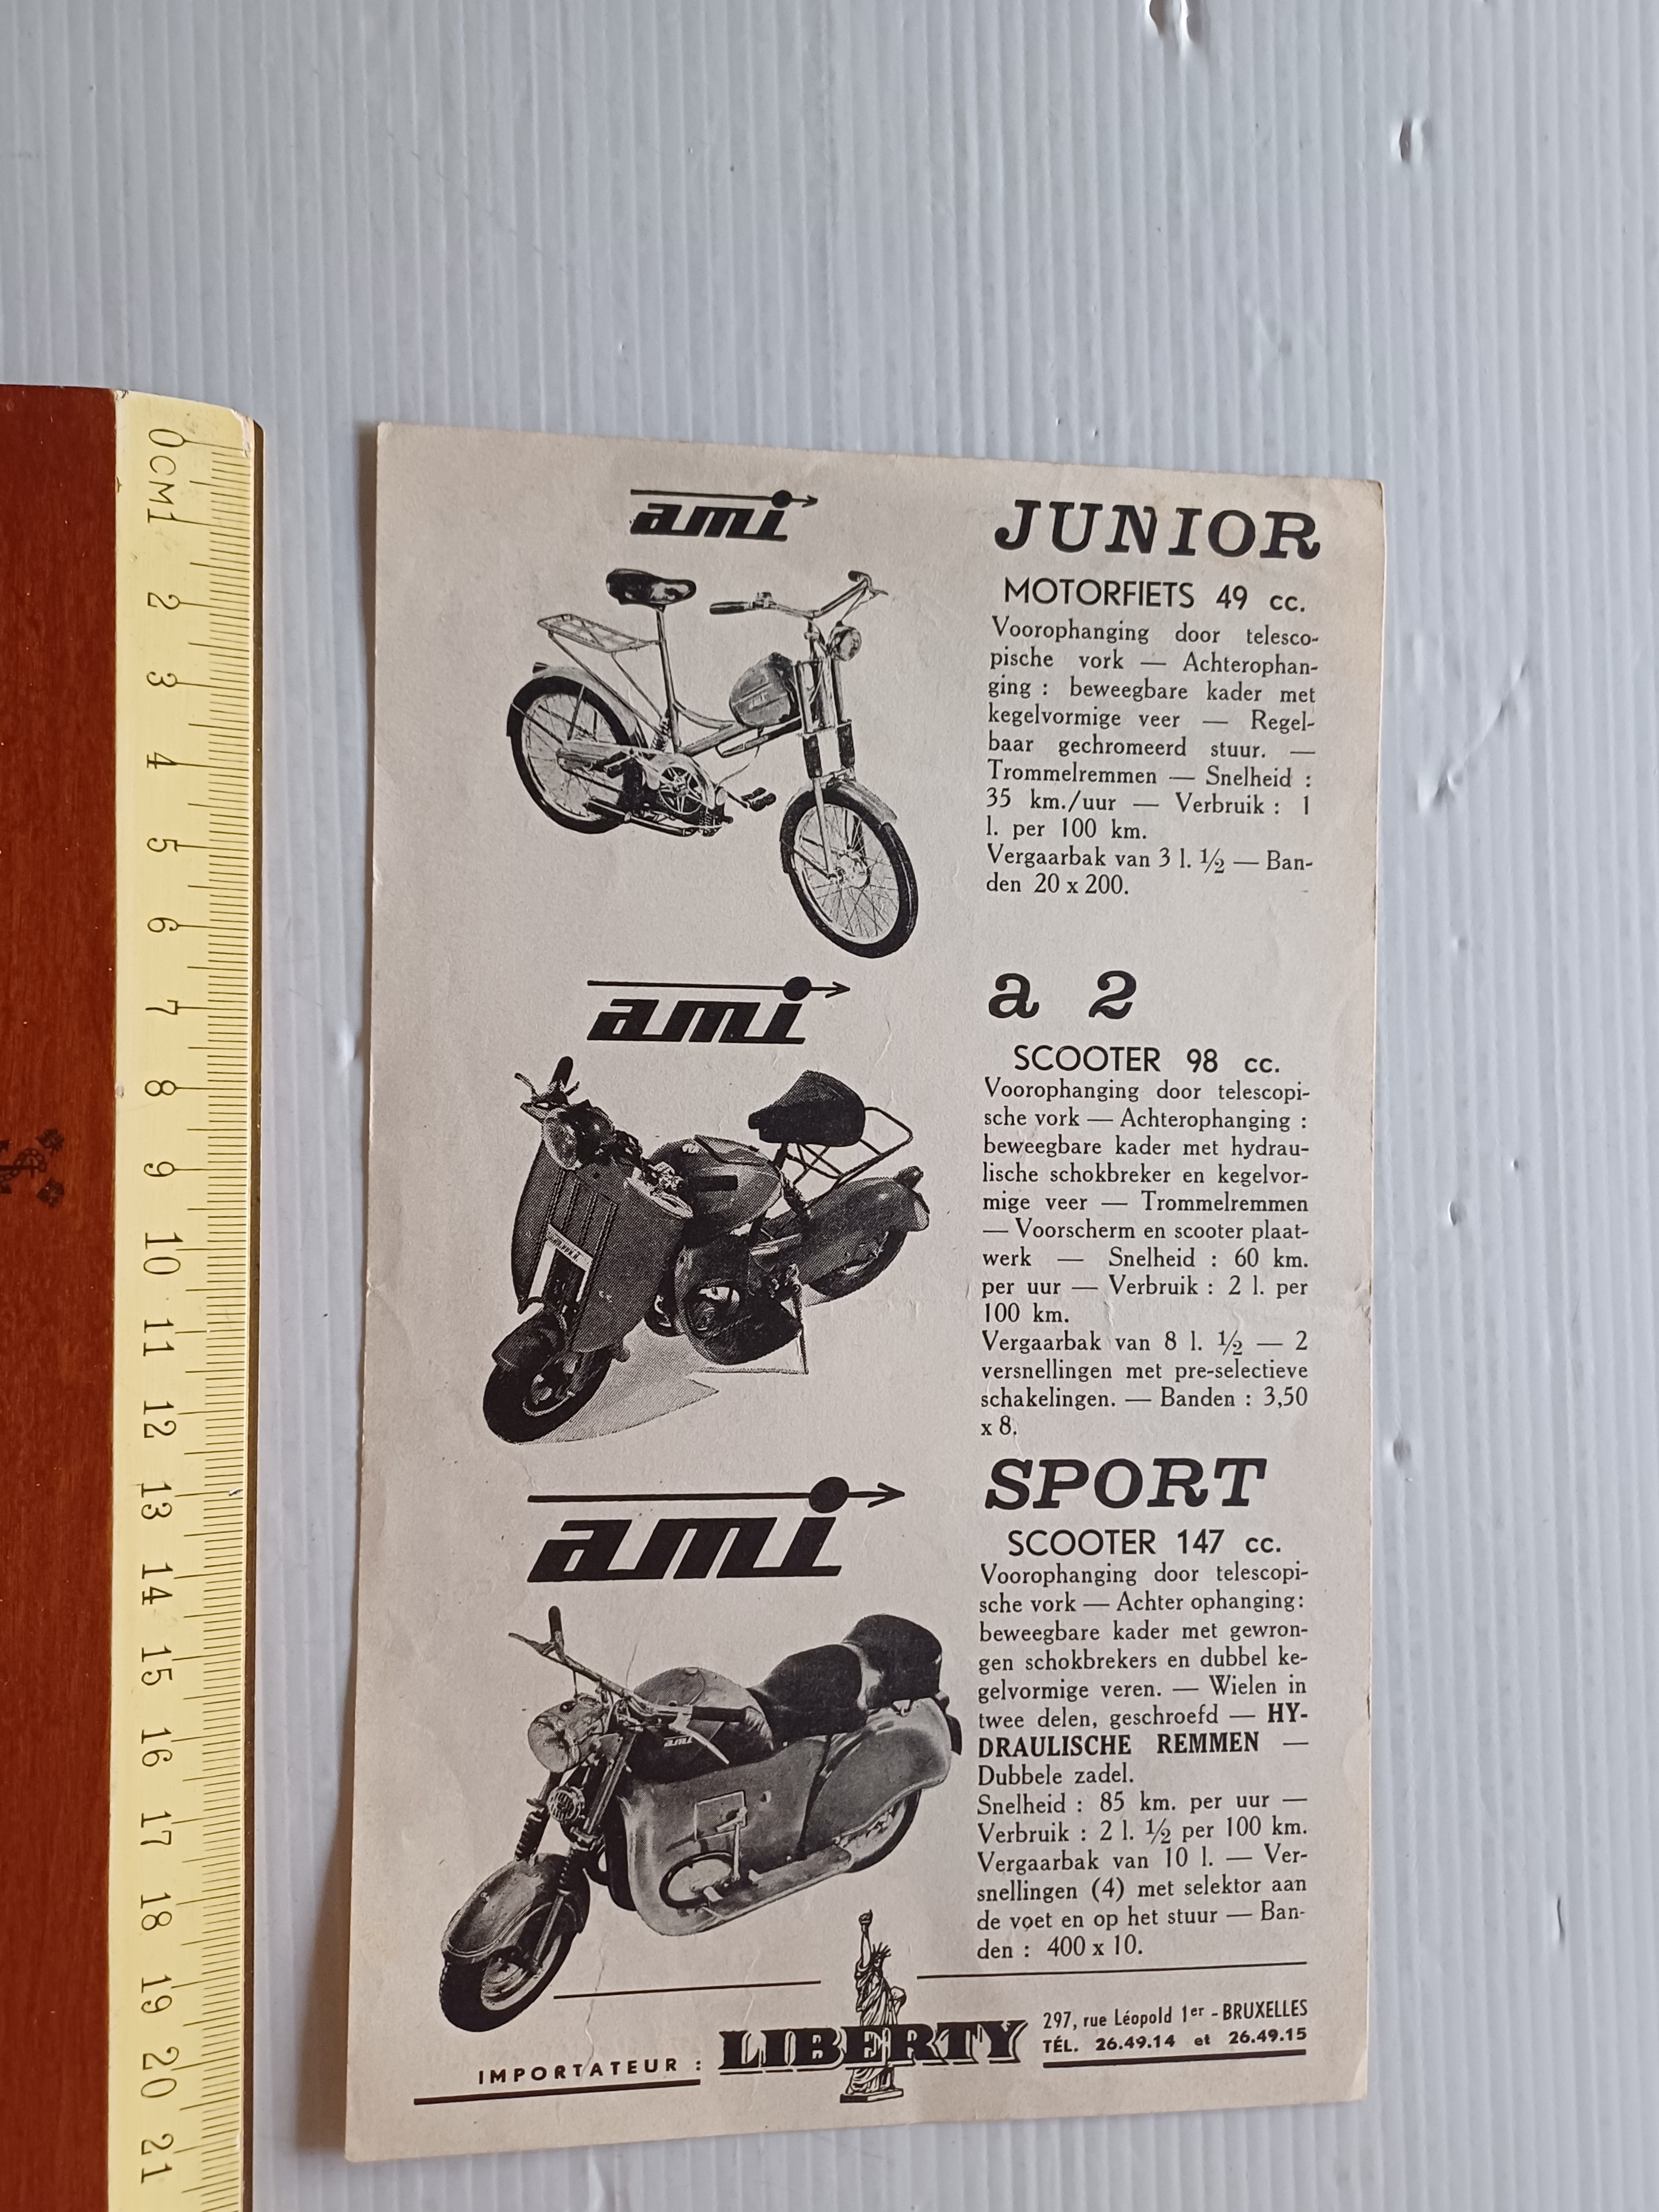 0CM1
2
3
4
5
6
7
8
9
10
11
12
13
14
15
16
17
18
19
20
21
ami
JUNIOR
MOTORFIETS 49 cc.
Voorophanging door telesco-
pische vork — Achterophan-
ging : beweegbare kader met
kegelvormige veer — Regel-
baar gechromeerd stuur. —
Trommelremmen — Snelheid :
35 km./uur — Verbruik : 1
l. per 100 km.
Vergaarbak van 3 l. ½ — Ban-
den 20 x 200.
ami
a 2
SCOOTER 98 cc.
Voorophanging door telescopi-
sche vork — Achterophanging :
beweegbare kader met hydrau-
lische schokbreker en kegelvor-
mige veer — Trommelremmen
— Voorscherm en scooter plaat-
werk — Snelheid : 60 km.
per uur — Verbruik : 2 l. per
100 km.
Vergaarbak van 8 l. ½ — 2
versnellingen met pre-selectieve
schakelingen. — Banden : 3,50
x 8.
ami
SPORT
SCOOTER 147 cc.
Voorophanging door telescopi-
sche vork — Achter ophanging:
beweegbare kader met gewron-
gen schokbrekers en dubbel ke-
gelvormige veren. — Wielen in
twee delen, geschroefd — HY-
DRAULISCHE REMMEN —
Dubbele zadel.
Snelheid : 85 km. per uur —
Verbruik : 2 l. ½ per 100 km.
Vergaarbak van 10 l. — Ver-
snellingen (4) met selektor aan
de voet en op het stuur — Ban-
den : 400 x 10.
ami
IMPORTATEUR : LIBERTY
297, rue Léopold 1er - BRUXELLES
TÉL. 26.49.14 et 26.49.15